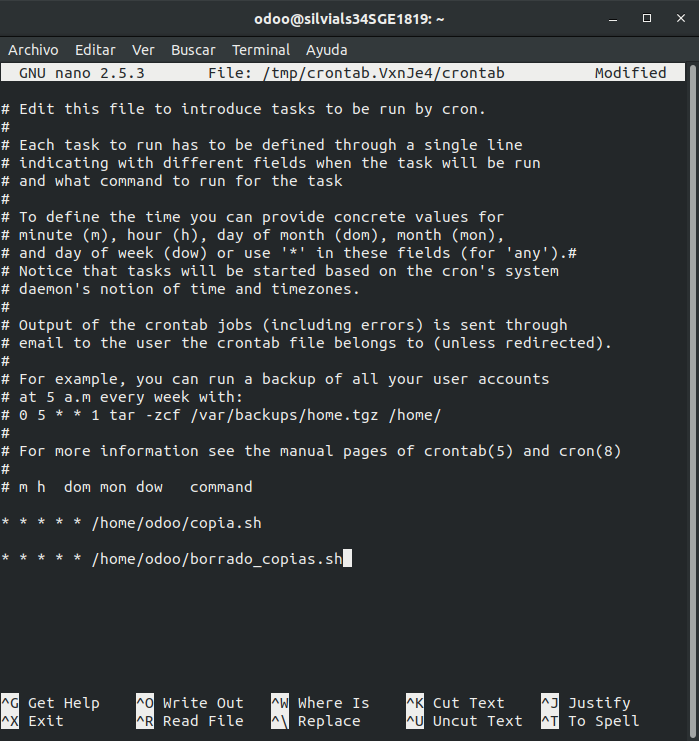 odoo@silvials34SGE1819: ~
Archivo Editar Ver Buscar Terminal Ayuda
GNU nano 2.5.3 File: /tmp/crontab.VxnJe4/crontab Modified
# Edit this file to introduce tasks to be run by cron.
#
# Each task to run has to be defined through a single line
# indicating with different fields when the task will be run
# and what command to run for the task
#
# To define the time you can provide concrete values for
# minute (m), hour (h), day of month (dom), month (mon),
# and day of week (dow) or use '*' in these fields (for 'any').#
# Notice that tasks will be started based on the cron's system
# daemon's notion of time and timezones.
#
# Output of the crontab jobs (including errors) is sent through
# email to the user the crontab file belongs to (unless redirected).
#
# For example, you can run a backup of all your user accounts
# at 5 a.m every week with:
# 0 5 * * 1 tar -zcf /var/backups/home.tgz /home/
#
# For more information see the manual pages of crontab(5) and cron(8)
#
# m h  dom mon dow   command
* * * * * /home/odoo/copia.sh
* * * * * /home/odoo/borrado_copias.sh
^G Get Help ^O Write Out ^W Where Is ^K Cut Text ^J Justify
^X Exit ^R Read File ^\ Replace ^U Uncut Text ^T To Spell